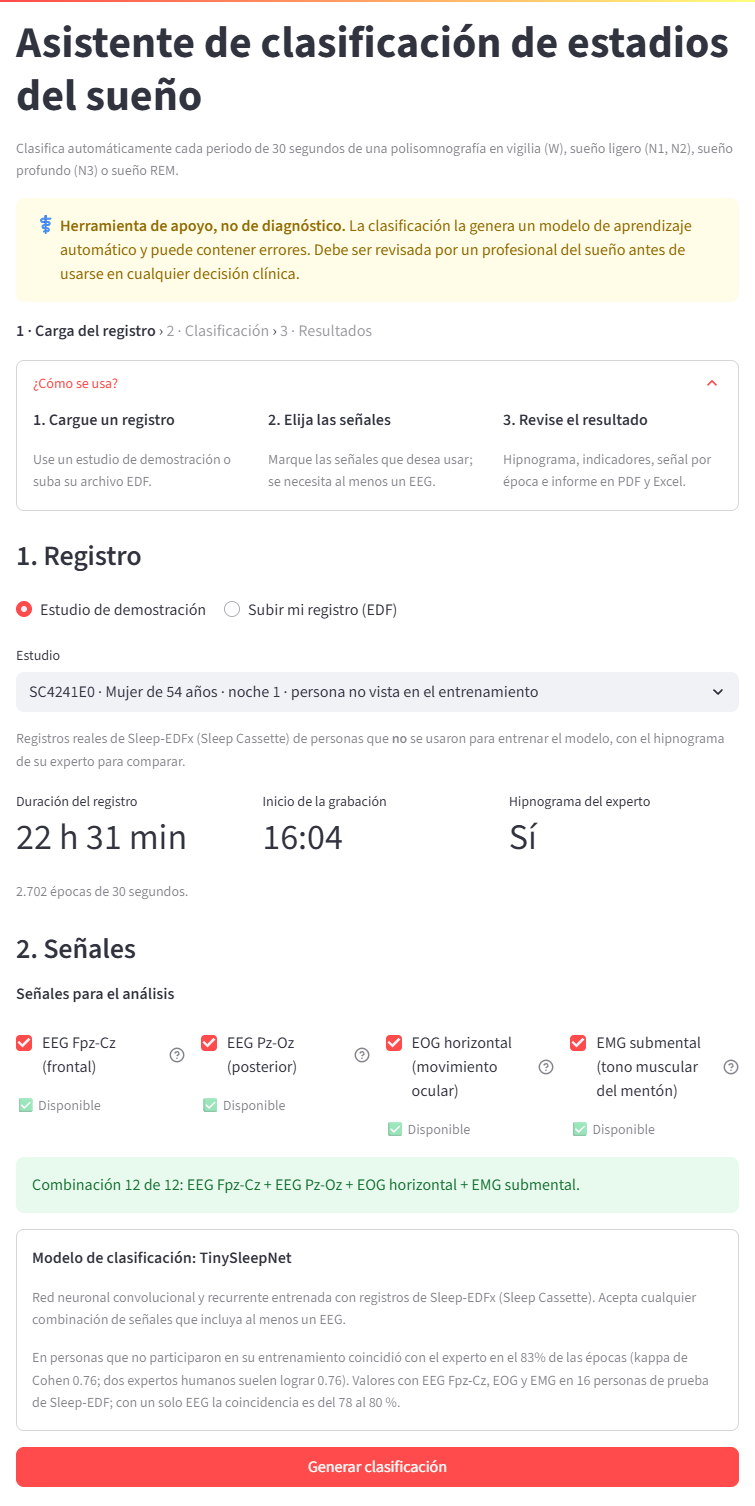 Asistente de clasificación de estadios
del sueño
Clasifica automáticamente cada periodo de 30 segundos de una polisomnografía en vigilia (W), sueño ligero (N1, N2), sueño
profundo (N3) o sueño REM.
Herramienta de apoyo, no de diagnóstico. La clasificación la genera un modelo de aprendizaje
automático y puede contener errores. Debe ser revisada por un profesional del sueño antes de
usarse en cualquier decisión clínica.
1 · Carga del registro › 2 · Clasificación › 3 · Resultados
¿Cómo se usa?
1. Cargue un registro
Use un estudio de demostración o
suba su archivo EDF.
2. Elija las señales
Marque las señales que desea usar;
se necesita al menos un EEG.
3. Revise el resultado
Hipnograma, indicadores, señal por
época e informe en PDF y Excel.
1. Registro
Estudio de demostración
Subir mi registro (EDF)
Estudio
SC4241E0 · Mujer de 54 años · noche 1 · persona no vista en el entrenamiento
Registros reales de Sleep-EDFx (Sleep Cassette) de personas que no se usaron para entrenar el modelo, con el hipnograma
de su experto para comparar.
Duración del registro
22 h 31 min
Inicio de la grabación
16:04
Hipnograma del experto
Sí
2.702 épocas de 30 segundos.
2. Señales
Señales para el análisis
EEG Fpz-Cz
(frontal)
Disponible
EEG Pz-Oz
(posterior)
Disponible
EOG horizontal
(movimiento
ocular)
Disponible
EMG submental
(tono muscular
del mentón)
Disponible
Combinación 12 de 12: EEG Fpz-Cz + EEG Pz-Oz + EOG horizontal + EMG submental.
Modelo de clasificación: TinySleepNet
Red neuronal convolucional y recurrente entrenada con registros de Sleep-EDFx (Sleep Cassette). Acepta cualquier
combinación de señales que incluya al menos un EEG.
En personas que no participaron en su entrenamiento coincidió con el experto en el 83% de las épocas (kappa de
Cohen 0.76; dos expertos humanos suelen lograr 0.76). Valores con EEG Fpz-Cz, EOG y EMG en 16 personas de prueba
de Sleep-EDF; con un solo EEG la coincidencia es del 78 al 80 %.
Generar clasificación